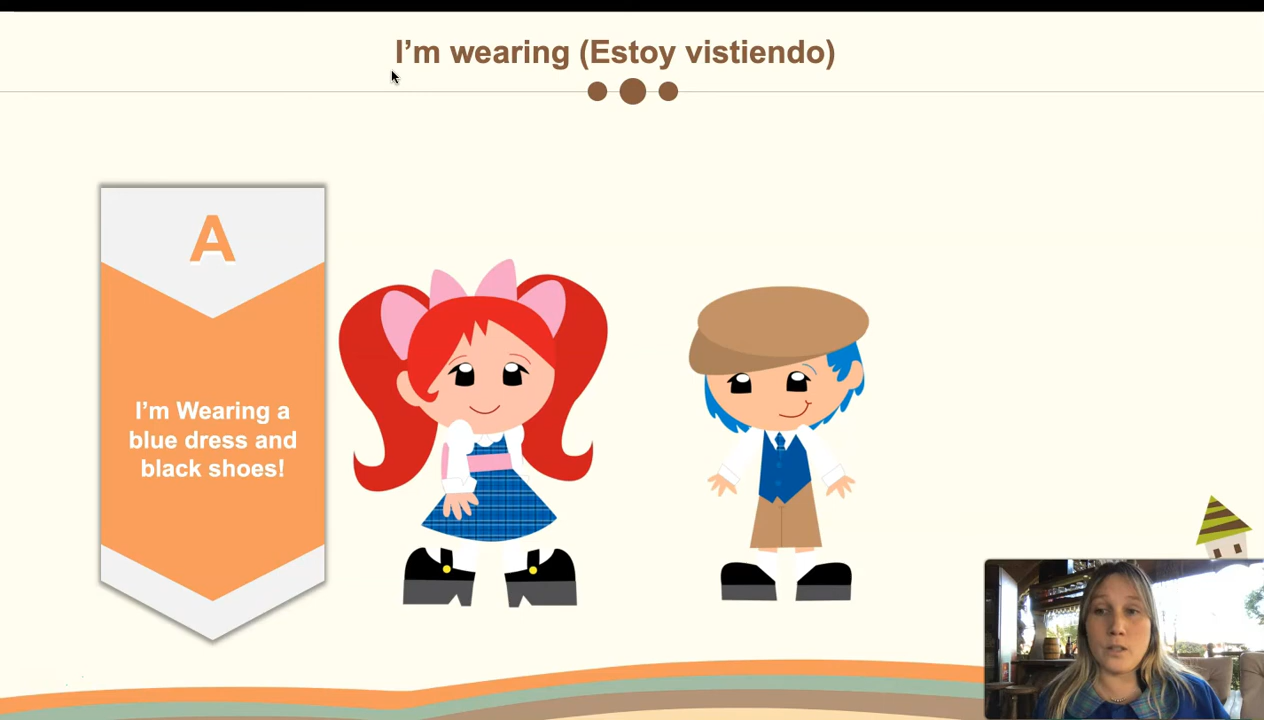 I’m wearing (Estoy vistiendo)
A
I’m Wearing a
blue dress and
black shoes!